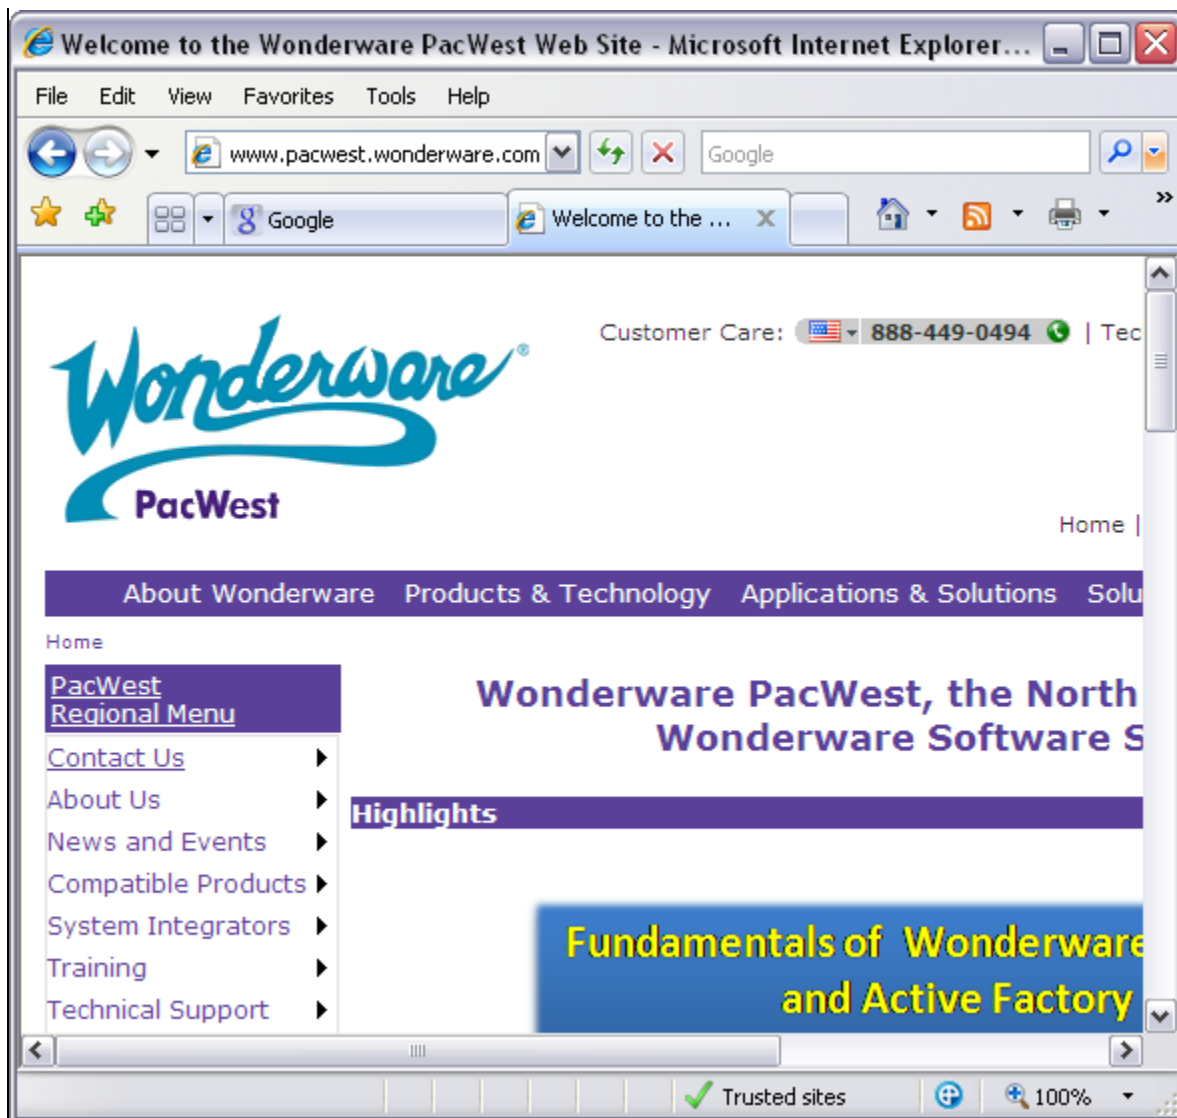 Welcome to the Wonderware PacWest Web Site - Microsoft Internet Explorer...
File Edit View Favorites Tools Help
www.pacwest.wonderware.com Google
Google Welcome to the ... X
Wonderware®
PacWest
Customer Care: 888-449-0494 | Tec
Home |
About Wonderware Products & Technology Applications & Solutions Solu
Home
PacWest
Regional Menu
Contact Us
About Us
News and Events
Compatible Products
System Integrators
Training
Technical Support
Wonderware PacWest, the North
Wonderware Software S
Highlights
Fundamentals of Wonderware
and Active Factory
Trusted sites 100%